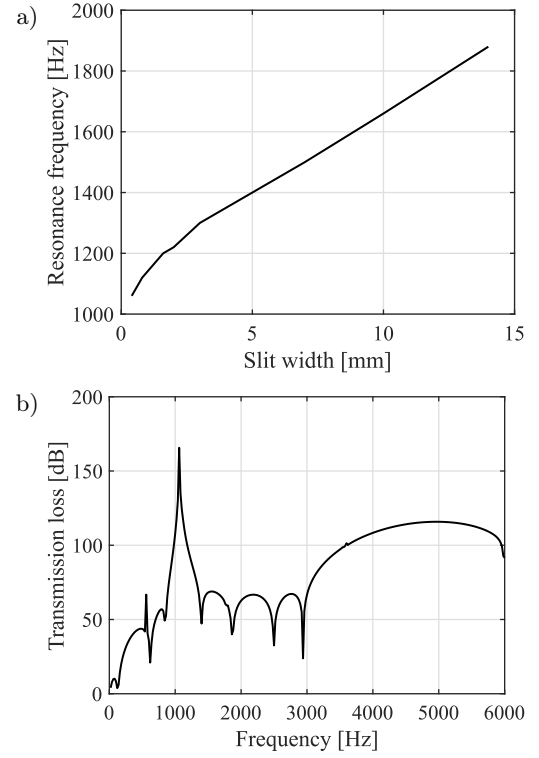 a)
Resonance frequency [Hz]
2000
1800
1600
1400
1200
1000
0 5 10 15
Slit width [mm]
b)
Transmission loss [dB]
200
150
100
50
0
0 1000 2000 3000 4000 5000 6000
Frequency [Hz]